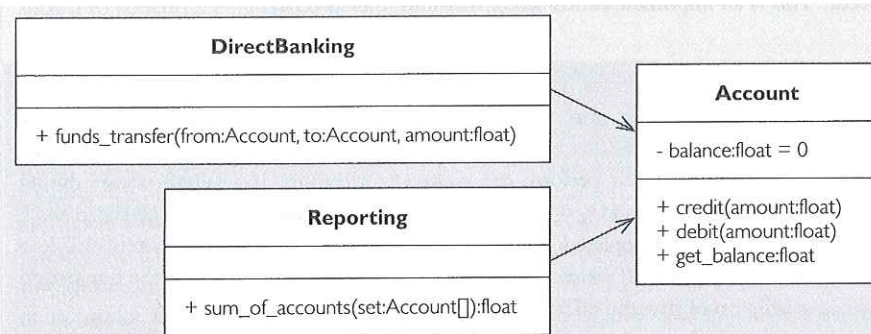 DirectBanking
+ funds_transfer(from:Account, to:Account, amount:float)
Account
- balance:float = 0
+ credit(amount:float)
+ debit(amount:float)
+ get_balance:float
Reporting
+ sum_of_accounts(set:Account[]):float